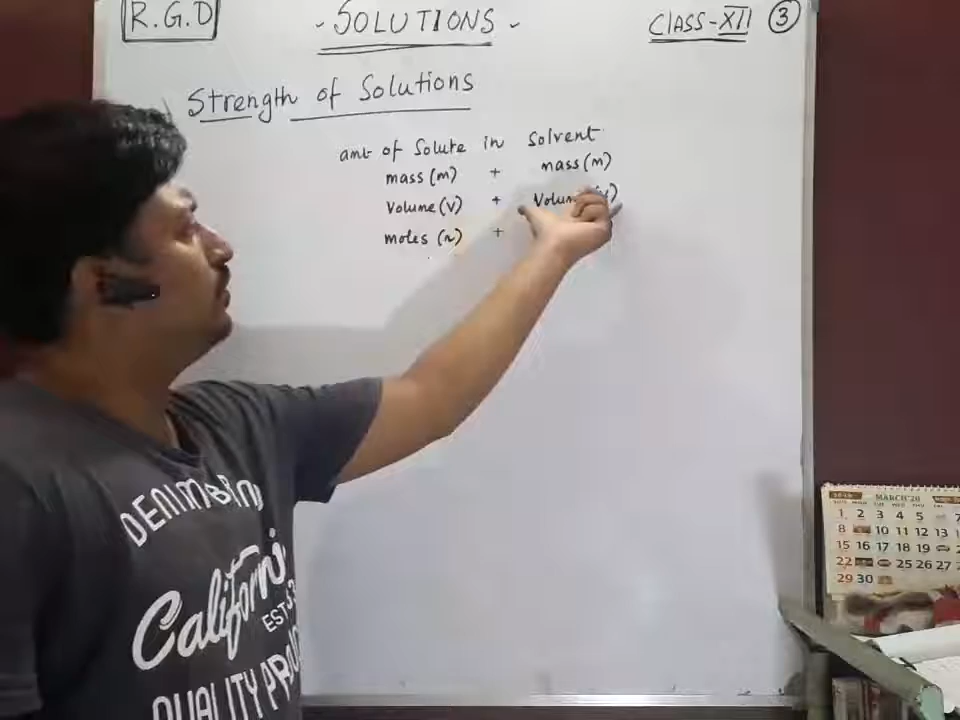 R.G.D
- SOLUTIONS -
CLASS-XII ③
Strength of Solutions
amt of Solute in Solvent
mass (m) + mass (m)
Volume (v) +
moles (n) +
DENIM
EST
QUALITY
MARCH'20
1 2 3 4 5
8 10 11 12 13
15 16 17 18 19
22 25 26 27
29 30